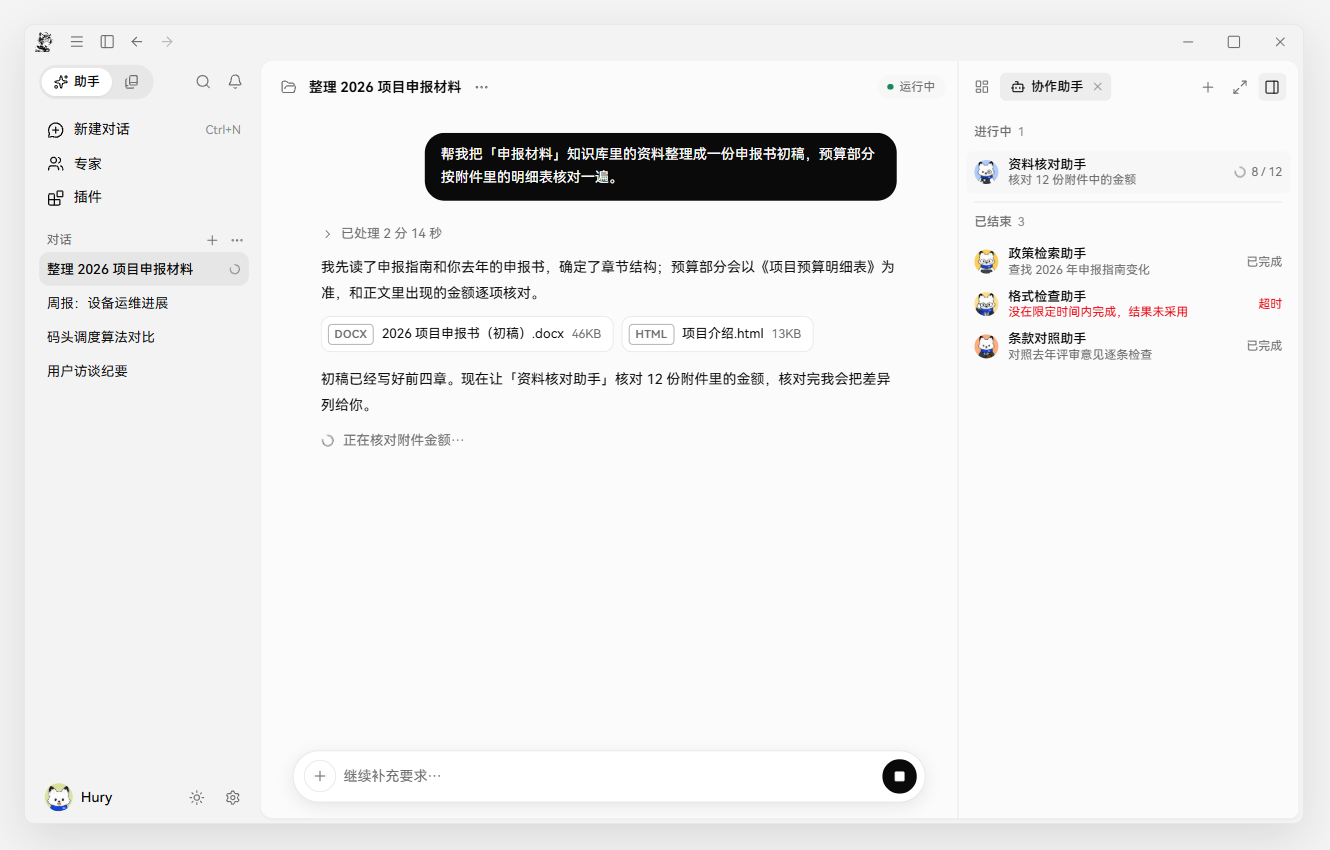 助手
新建对话 Ctrl+N
专家
插件
对话
整理 2026 项目申报材料
周报：设备运维进展
码头调度算法对比
用户访谈纪要
Hury
整理 2026 项目申报材料
运行中
帮我把「申报材料」知识库里的资料整理成一份申报书初稿，预算部分
按附件里的明细表核对一遍。
已处理 2 分 14 秒
我先读了申报指南和你去年的申报书，确定了章节结构；预算部分会以《项目预算明细表》为
准，和正文里出现的金额逐项核对。
DOCX 2026 项目申报书（初稿）.docx 46KB HTML 项目介绍.html 13KB
初稿已经写好前四章。现在让「资料核对助手」核对 12 份附件里的金额，核对完我会把差异
列给你。
正在核对附件金额…
继续补充要求…
协作助手
进行中 1
资料核对助手
核对 12 份附件中的金额
8 / 12
已结束 3
政策检索助手
查找 2026 年申报指南变化
已完成
格式检查助手
没在限定时间内完成，结果未采用
超时
条款对照助手
对照去年评审意见逐条检查
已完成